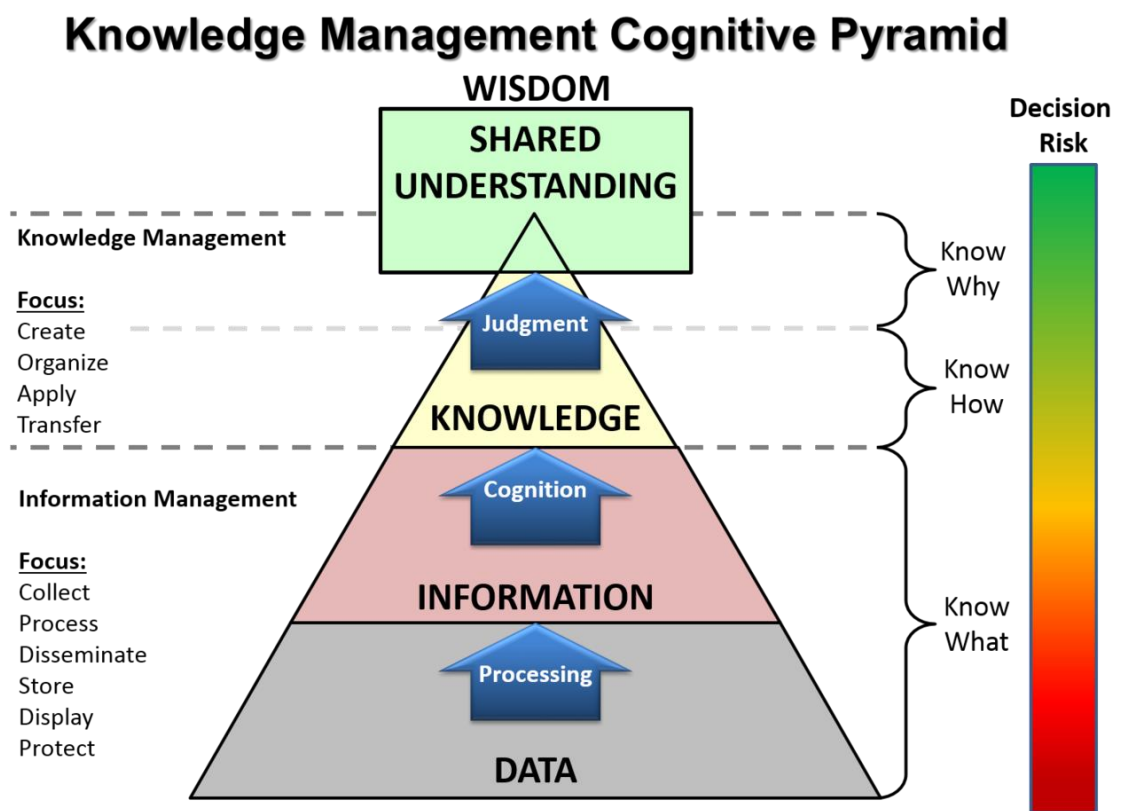 Knowledge Management Cognitive Pyramid
WISDOM
SHARED
UNDERSTANDING
Decision
Risk
Knowledge Management
Focus:
Create
Organize
Apply
Transfer
Judgment
KNOWLEDGE
Know
Why
Know
How
Information Management
Focus:
Collect
Process
Disseminate
Store
Display
Protect
Cognition
INFORMATION
Processing
DATA
Know
What